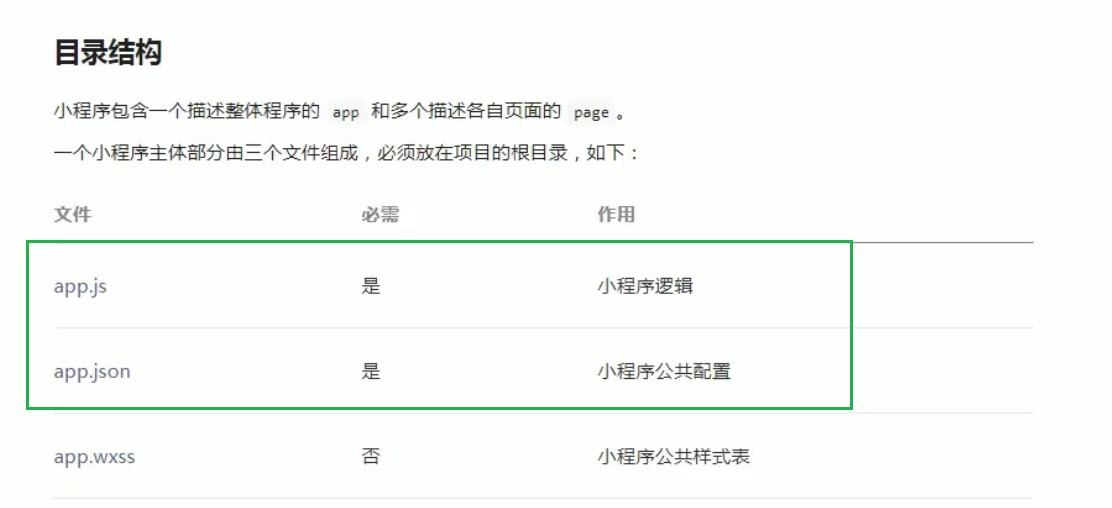 目录结构
小程序包含一个描述整体程序的 app 和多个描述各自页面的 page 。
一个小程序主体部分由三个文件组成，必须放在项目的根目录，如下：
文件 必需 作用
app.js 是 小程序逻辑
app.json 是 小程序公共配置
app.wxss 否 小程序公共样式表